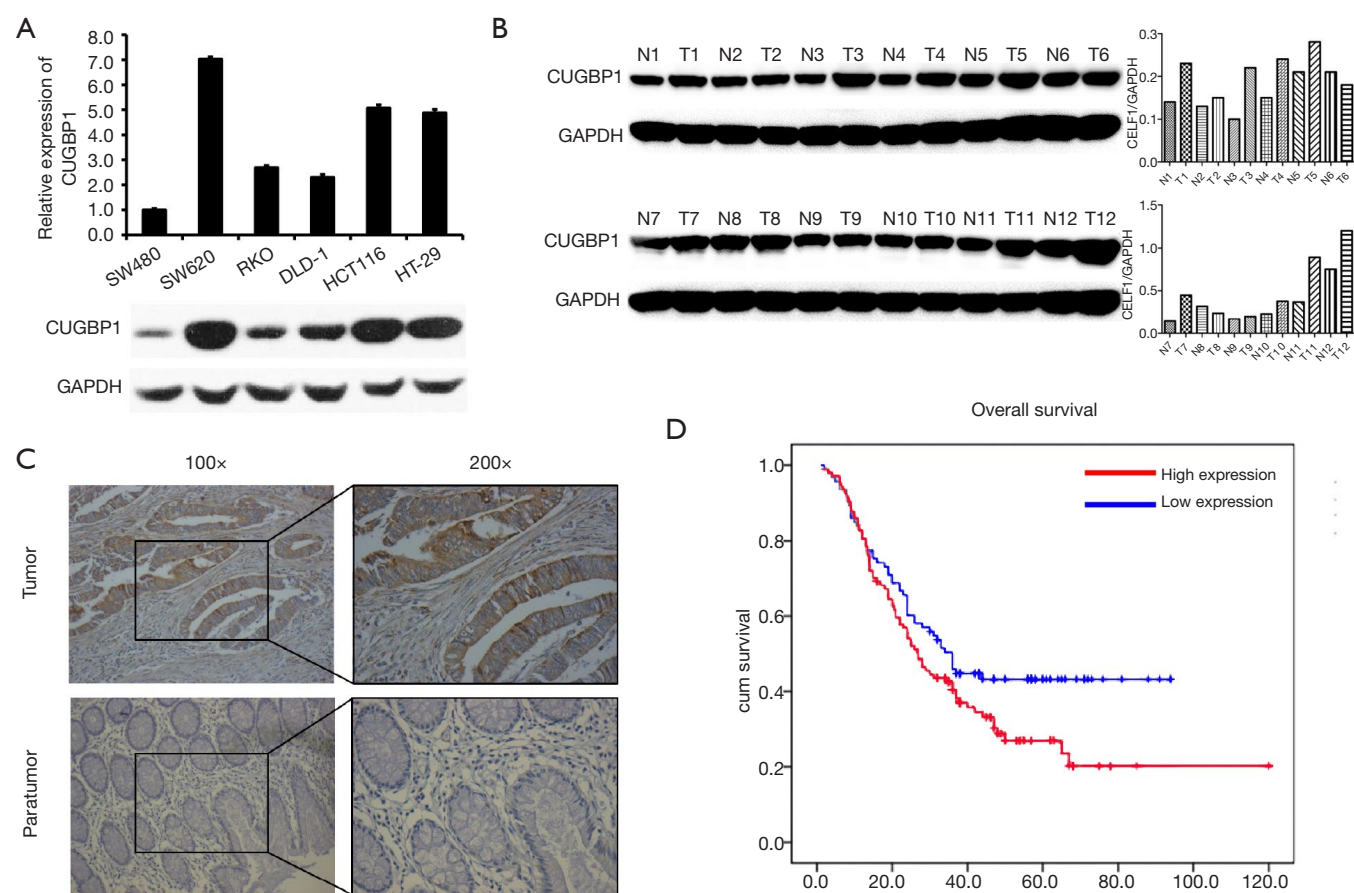 A
Relative expression of
CUGBP1
8.0
7.0
6.0
5.0
4.0
3.0
2.0
1.0
0.0
SW480 SW620 RKO DLD-1 HCT116 HT-29
CUGBP1
GAPDH
B
N1 T1 N2 T2 N3 T3 N4 T4 N5 T5 N6 T6
CUGBP1
GAPDH
CELF1/GAPDH
0.3
0.2
0.1
0.0
N1 T1 N2 T2 N3 T3 N4 T4 N5 T5 N6 T6
N7 T7 N8 T8 N9 T9 N10 T10 N11 T11 N12 T12
CUGBP1
GAPDH
CELF1/GAPDH
1.5
1.0
0.5
0.0
N7 T7 N8 T8 N9 T9 N10 T10 N11 T11 N12 T12
C
100× 200×
Tumor
Paratumor
D
Overall survival
High expression
Low expression
cum survival
1.0
0.8
0.6
0.4
0.2
0.0
0.0 20.0 40.0 60.0 80.0 100.0 120.0